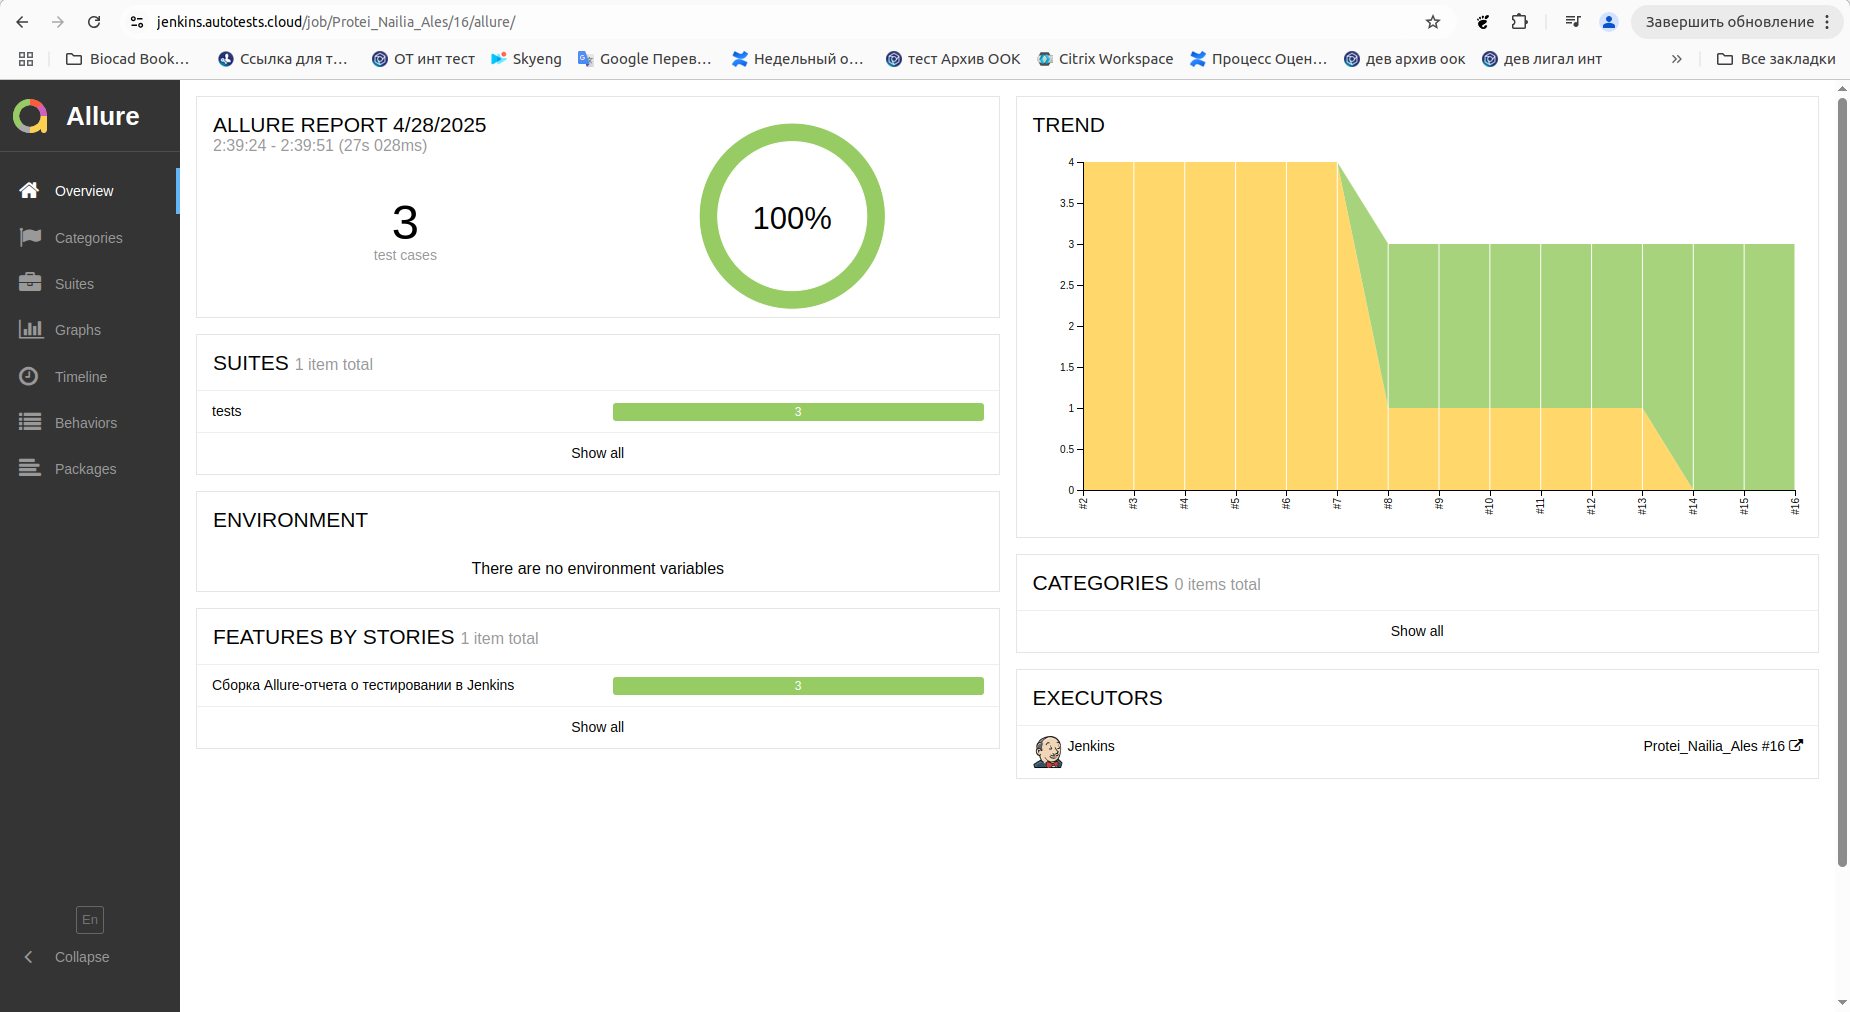 jenkins.autotests.cloud/job/Protei_Nailia_Ales/16/allure/
Завершить обновление
Biocad Book...
Ссылка для т...
ОТ инт тест
Skyeng
Google Перев...
Недельный о...
тест Архив ООК
Citrix Workspace
Процесс Оцен...
дев архив оок
дев лигал инт
Все закладки
Allure
Overview
Categories
Suites
Graphs
Timeline
Behaviors
Packages
En
Collapse
ALLURE REPORT 4/28/2025
2:39:24 - 2:39:51 (27s 028ms)
3
test cases
100%
SUITES 1 item total
tests
3
Show all
ENVIRONMENT
There are no environment variables
FEATURES BY STORIES 1 item total
Сборка Allure-отчета о тестировании в Jenkins
3
Show all
TREND
4
3.5
3
2.5
2
1.5
1
0.5
0
#2
#3
#4
#5
#6
#7
#8
#9
#10
#11
#12
#13
#14
#15
#16
CATEGORIES 0 items total
Show all
EXECUTORS
Jenkins
Protei_Nailia_Ales #16